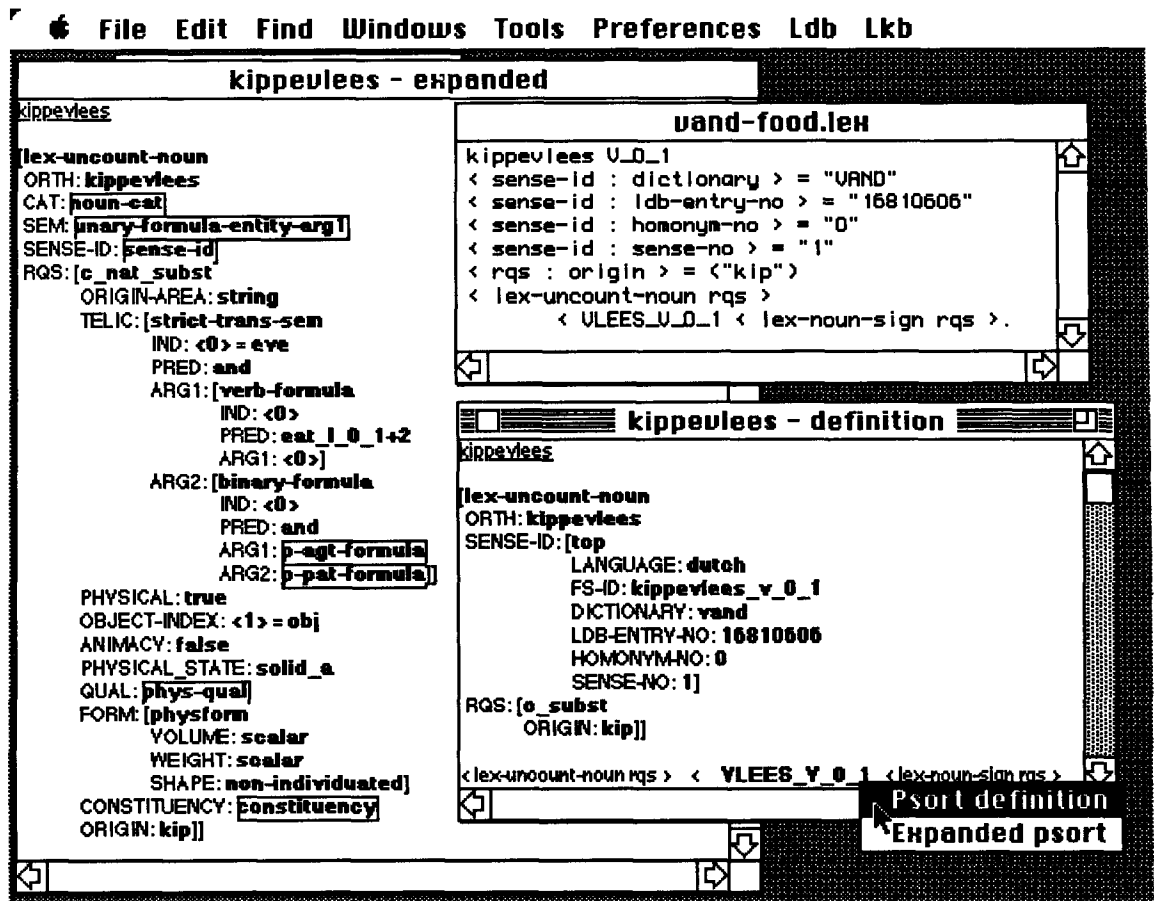 File Edit Find Windows Tools Preferences Ldb Lkb
kippevlees - expanded
kippevlees
[lex-uncount-noun
ORTH: kippevlees
CAT: noun-cat
SEM: unary-formula-entity-arg1
SENSE-ID: sense-id
RQS: [c_nat_subst
ORIGIN-AREA: string
TELIC: [strict-trans-sem
IND: <0> = eve
PRED: and
ARG1: [verb-formula
IND: <0>
PRED: eat_l_0_1+2
ARG1: <0>]
ARG2: [binary-formula
IND: <0>
PRED: and
ARG1: p-agt-formula
ARG2: p-pat-formula]]
PHYSICAL: true
OBJECT-INDEX: <1> = obj
ANIMACY: false
PHYSICAL_STATE: solid_a
QUAL: phys-qual
FORM: [physform
VOLUME: scalar
WEIGHT: scalar
SHAPE: non-individuated]
CONSTITUENCY: constituency
ORIGIN: kip]]
vand-food.lex
kippevlees V_0_1
< sense-id : dictionary > = "VAND"
< sense-id : ldb-entry-no > = "16810606"
< sense-id : homonym-no > = "0"
< sense-id : sense-no > = "1"
< rqs : origin > = ("kip")
< lex-uncount-noun rqs >
< VLEES_V_0_1 < lex-noun-sign rqs >.
kippevlees - definition
kippevlees
[lex-uncount-noun
ORTH: kippevlees
SENSE-ID: [top
LANGUAGE: dutch
FS-ID: kippevlees_v_0_1
DICTIONARY: vand
LDB-ENTRY-NO: 16810606
HOMONYM-NO: 0
SENSE-NO: 1]
RQS: [c_subst
ORIGIN: kip]]
<lex-uncount-noun rqs > < VLEES_V_0_1 <lex-noun-sign rqs >
Psort definition
Expanded psort